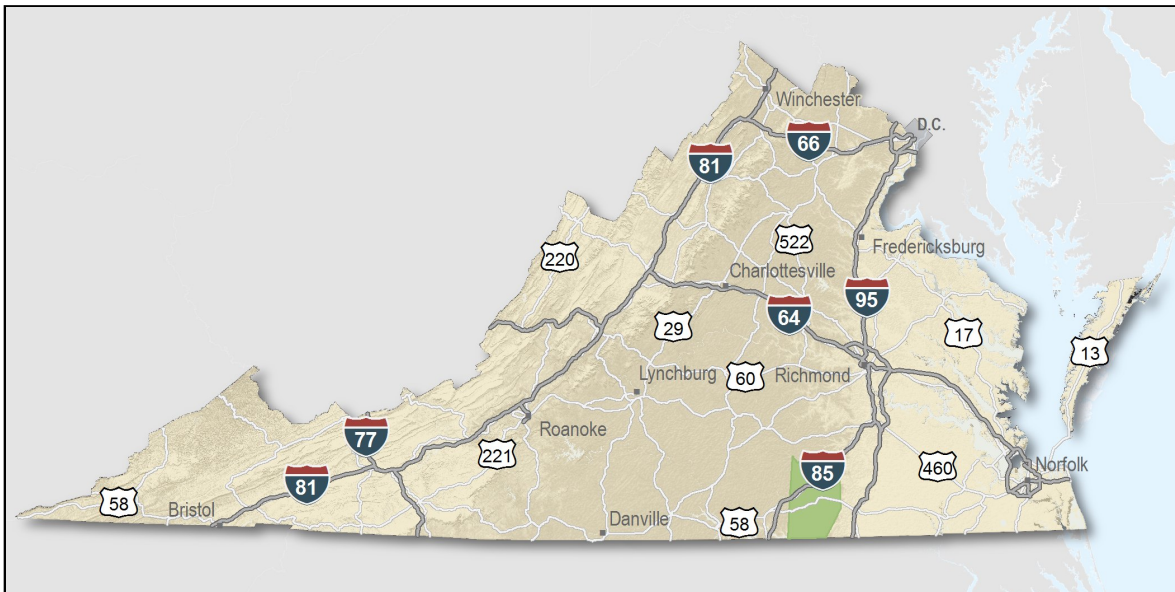 Winchester
D.C.
66
81
522
Fredericksburg
220
Charlottesville
95
64
29
17
13
60
Richmond
Lynchburg
77
Roanoke
221
85
460
Norfolk
81
58
Bristol
Danville
58